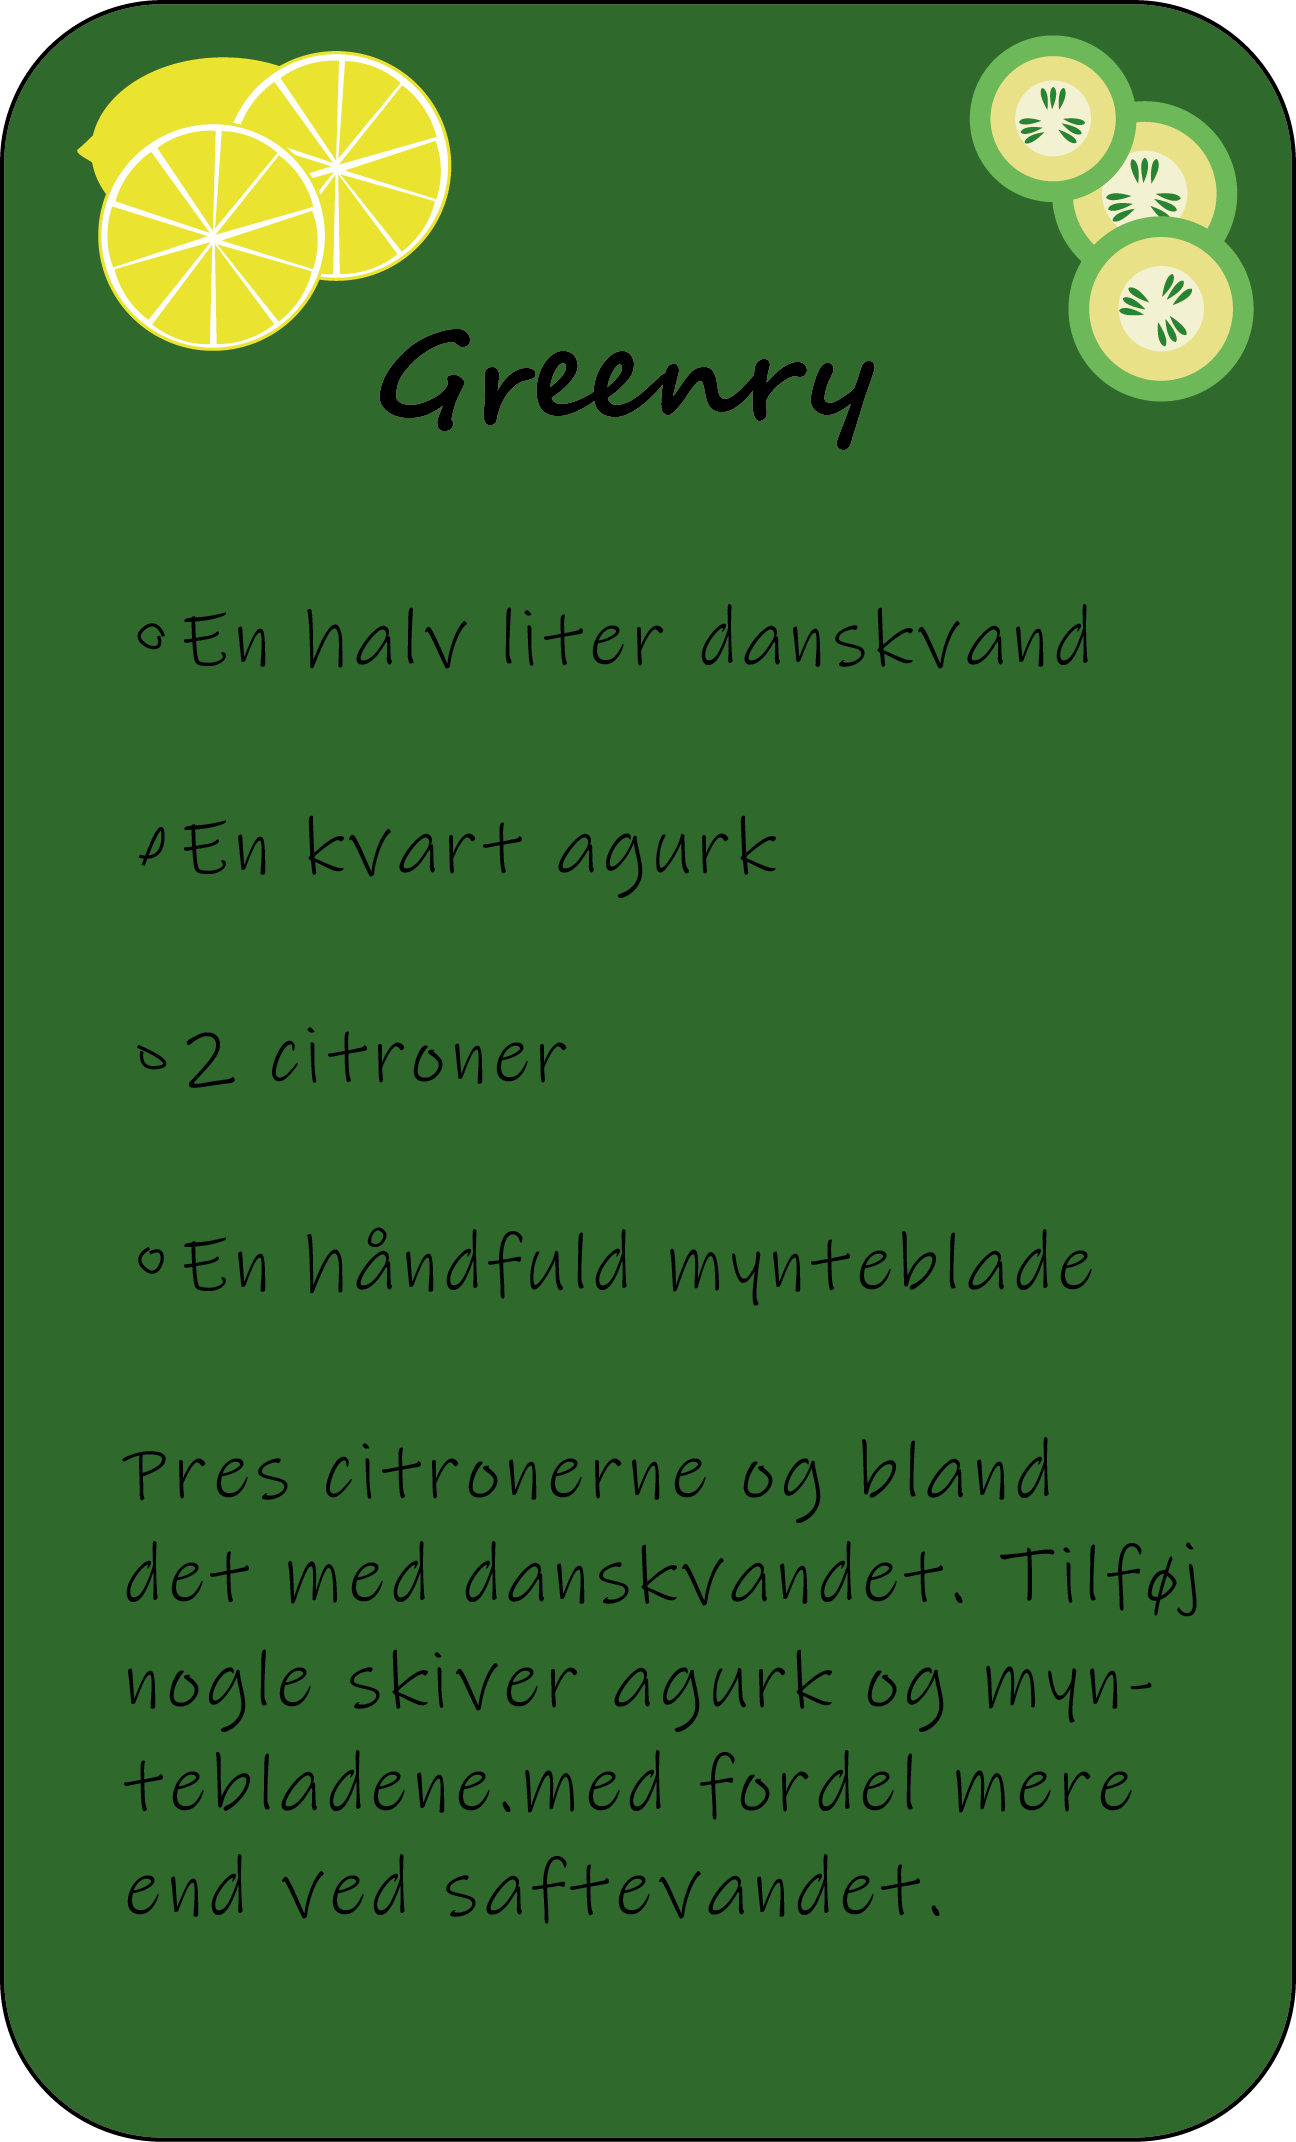 Greenry
°En halv liter danskvand
°En kvart agurk
°2 citroner
°En håndfuld mynteblade
Pres citronerne og bland
det med danskvandet. Tilføj
nogle skiver agurk og myn-
tebladene.med fordel mere
end ved saftevandet.